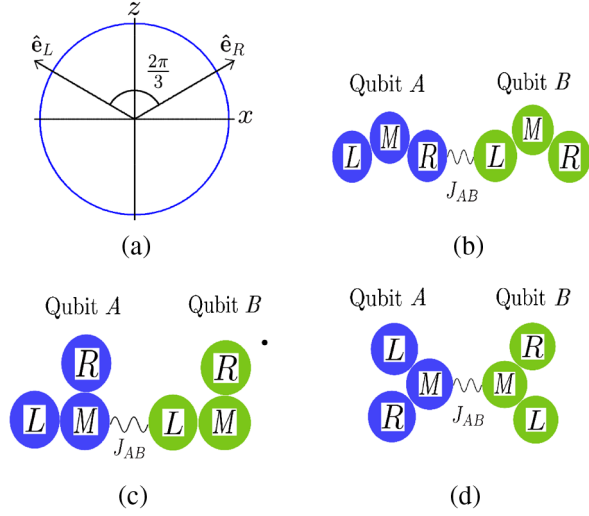 z
ê_L
ê_R
2π/3
x
(a)
Qubit A
Qubit B
L M R
L M R
J_AB
(b)
Qubit A
Qubit B
R
R
L M
L M
J_AB
(c)
Qubit A
Qubit B
L
R
M
M
J_AB
R
L
(d)